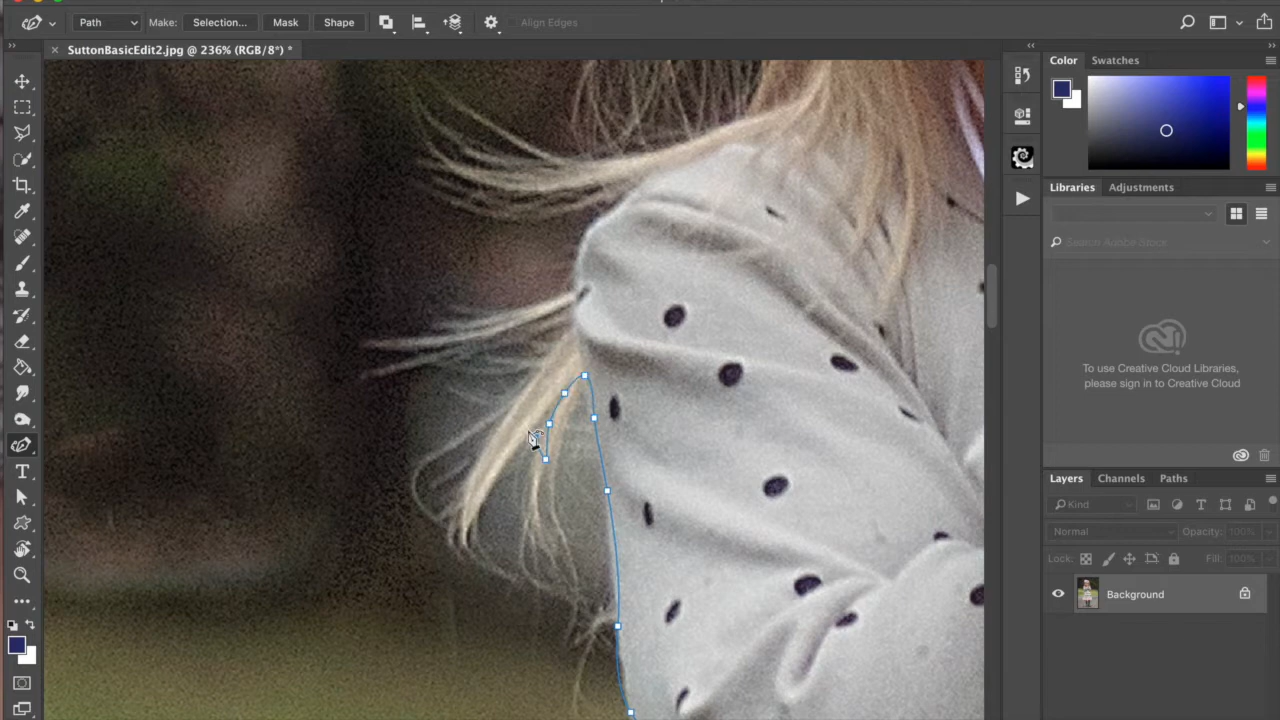 Path
Make:
Selection...
Mask
Shape
Align Edges
SuttonBasicEdit2.jpg @ 236% (RGB/8*) *
Color
Swatches
Libraries
Adjustments
Search Adobe Stock
To use Creative Cloud Libraries,
please sign in to Creative Cloud
Layers
Channels
Paths
Kind
Normal
Opacity: 100%
Lock:
Fill: 100%
Background